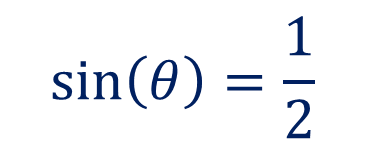 sin(θ) = 1/2